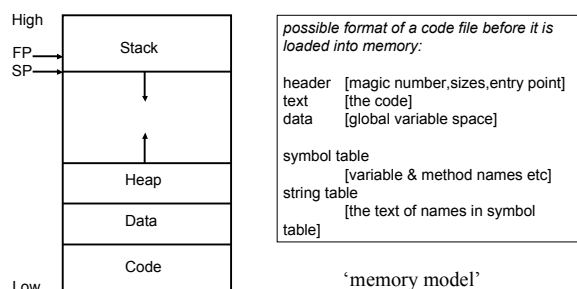 High
FP
SP
Stack
Heap
Data
Code
Low
possible format of a code file before it is
loaded into memory:
header [magic number,sizes,entry point]
text [the code]
data [global variable space]
symbol table
[variable & method names etc]
string table
[the text of names in symbol
table]
‘memory model’